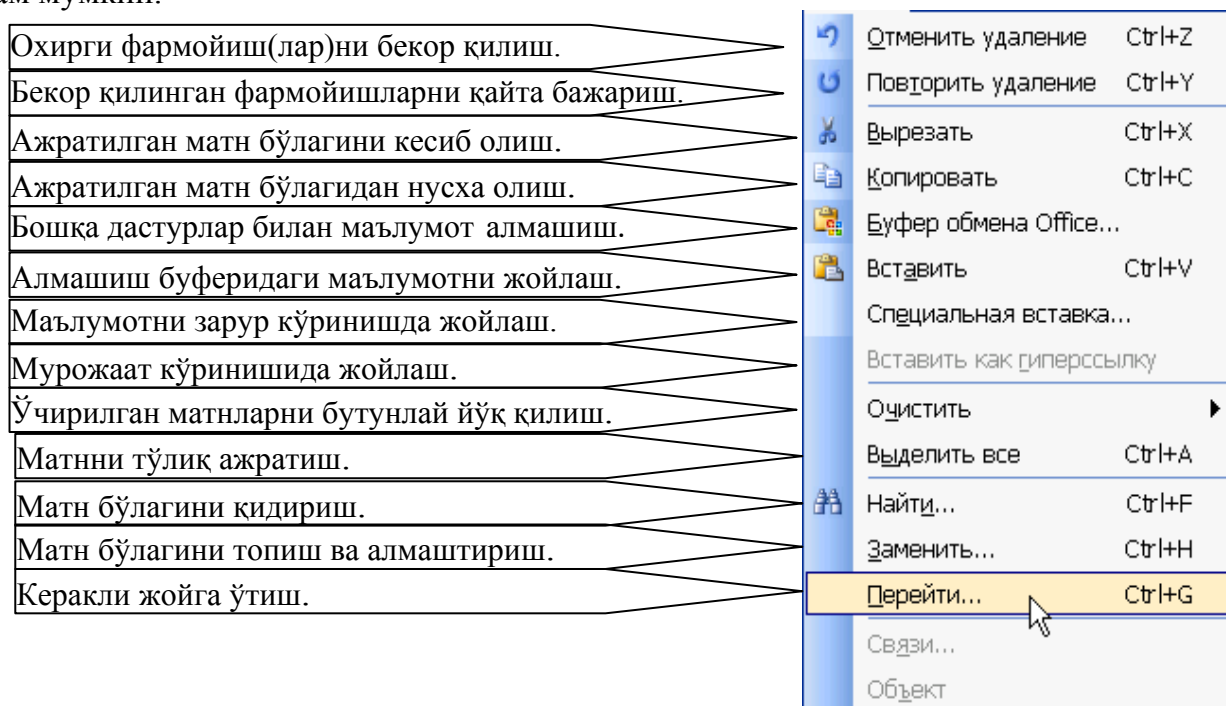 ам мумкин.
Охирги фармойиш(лар)ни бекор қилиш.
Бекор қилинган фармойишларни қайта бажариш.
Ажратилган матн бўлагини кесиб олиш.
Ажратилган матн бўлагидан нусха олиш.
Бошқа дастурлар билан маълумот алмашиш.
Алмашиш буферидаги маълумотни жойлаш.
Маълумотни зарур кўринишда жойлаш.
Мурожаат кўринишида жойлаш.
Ўчирилган матнларни бутунлай йўқ қилиш.
Матнни тўлиқ ажратиш.
Матн бўлагини қидириш.
Матн бўлагини топиш ва алмаштириш.
Керакли жойга ўтиш.
Отменить удаление Ctrl+Z
Повторить удаление Ctrl+Y
Вырезать Ctrl+X
Копировать Ctrl+C
Буфер обмена Office...
Вставить Ctrl+V
Специальная вставка...
Вставить как гиперссылку
Очистить
Выделить все Ctrl+A
Найти... Ctrl+F
Заменить... Ctrl+H
Перейти... Ctrl+G
Связи...
Объект